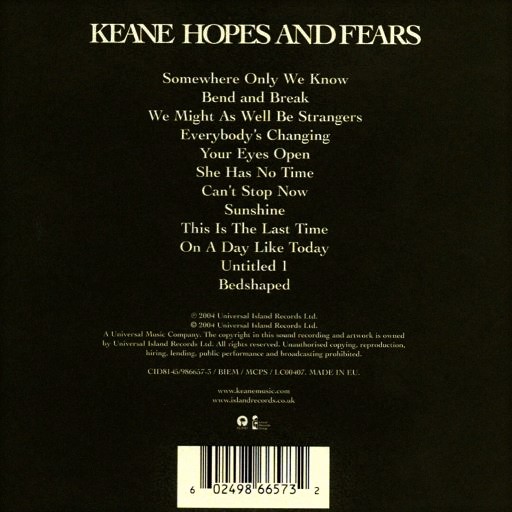 KEANE HOPES AND FEARS
Somewhere Only We Know
Bend and Break
We Might As Well Be Strangers
Everybody's Changing
Your Eyes Open
She Has No Time
Can't Stop Now
Sunshine
This Is The Last Time
On A Day Like Today
Untitled 1
Bedshaped
℗ 2004 Universal Island Records Ltd.
© 2004 Universal Island Records Ltd.
A Universal Music Company. The copyright in this sound recording and artwork is owned
by Universal Island Records Ltd. All rights reserved. Unauthorised copying, reproduction,
hiring, lending, public performance and broadcasting prohibited.
CID8145/986657-3 / BIEM / MCPS / LC00407. MADE IN EU.
www.keanemusic.com
www.islandrecords.co.uk
6 02498 66573 2